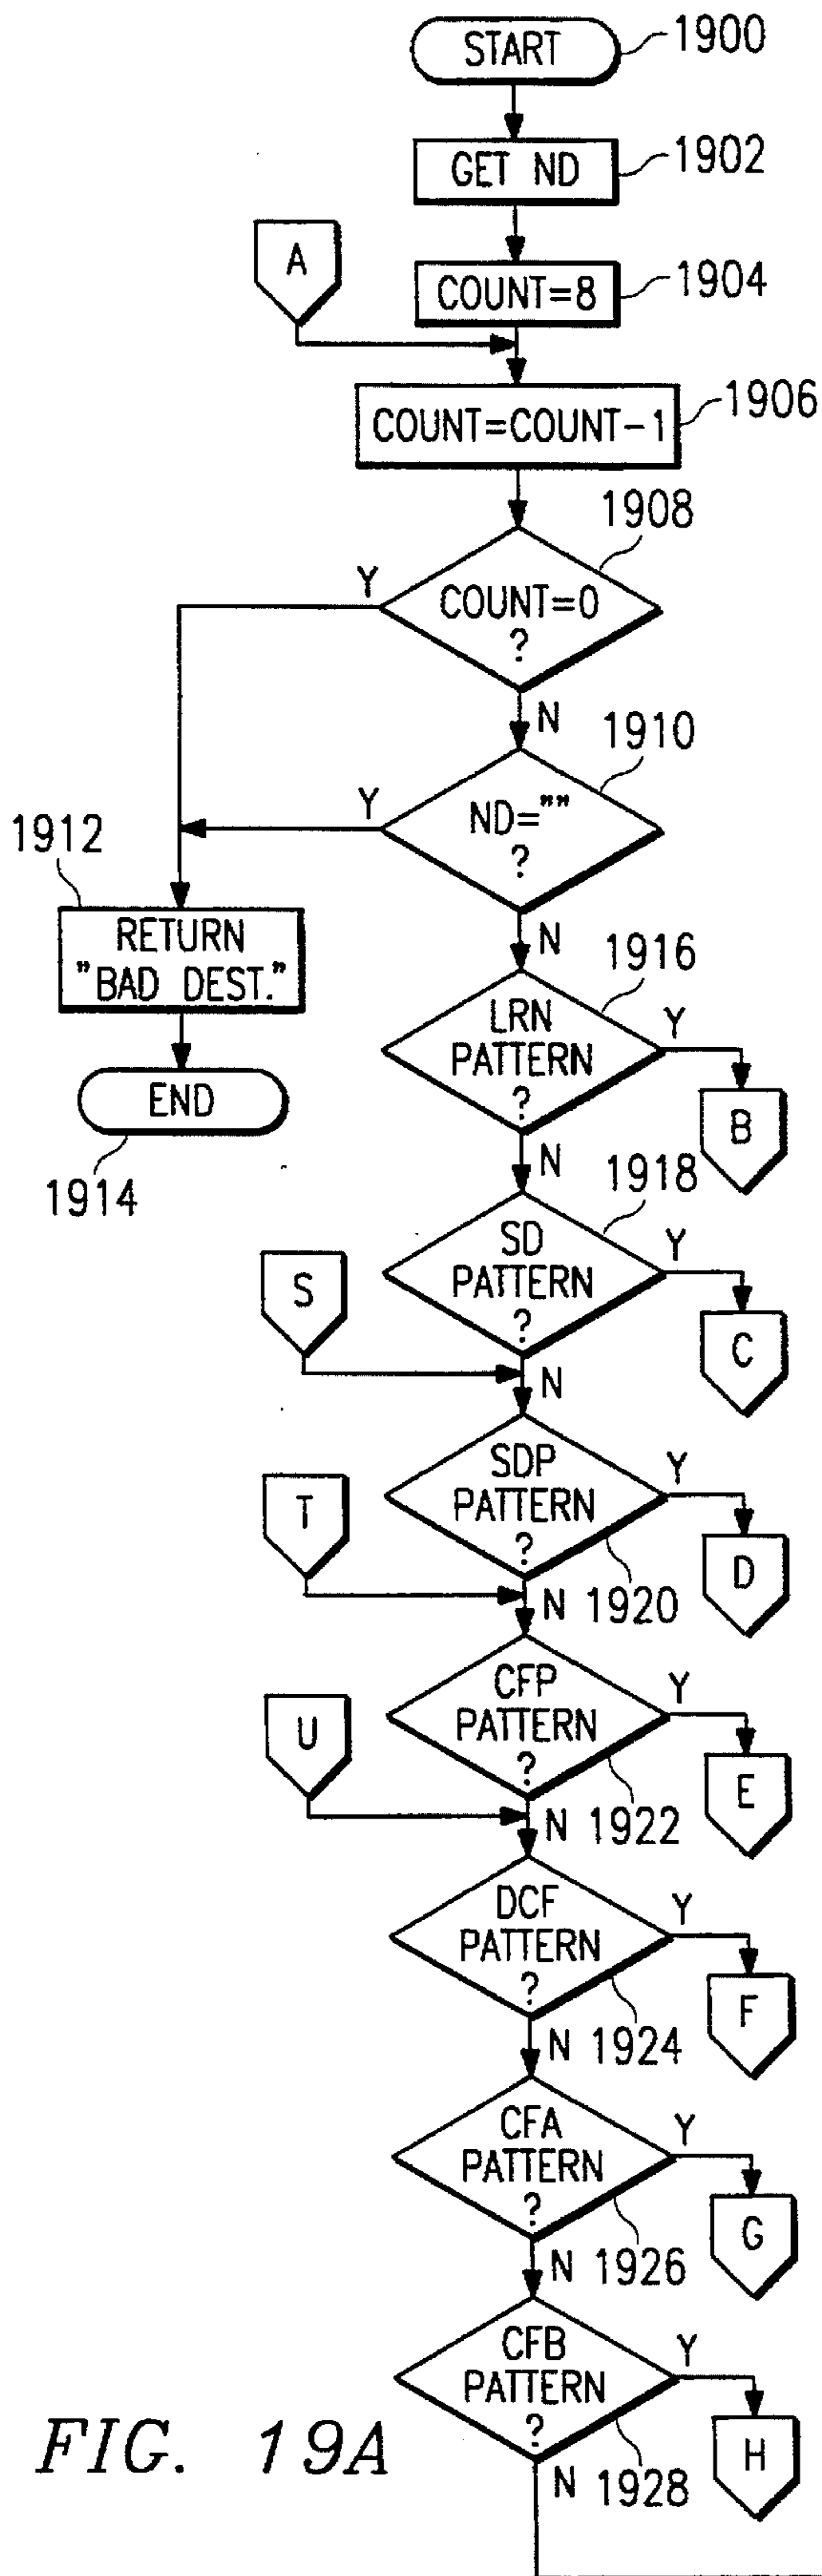 START
1900
GET ND
1902
A
COUNT=8
1904
COUNT=COUNT-1
1906
1908
Y
COUNT=0
?
N
1910
Y
ND=""
?
1912
RETURN
"BAD DEST."
N
1916
LRN
PATTERN
?
Y
B
END
1914
N
1918
SD
PATTERN
?
Y
C
S
N
SDP
PATTERN
?
Y
D
T
N
1920
CFP
PATTERN
?
Y
E
U
N
1922
DCF
PATTERN
?
Y
F
N
1924
CFA
PATTERN
?
Y
G
N
1926
CFB
PATTERN
?
Y
H
N
1928
FIG. 19A